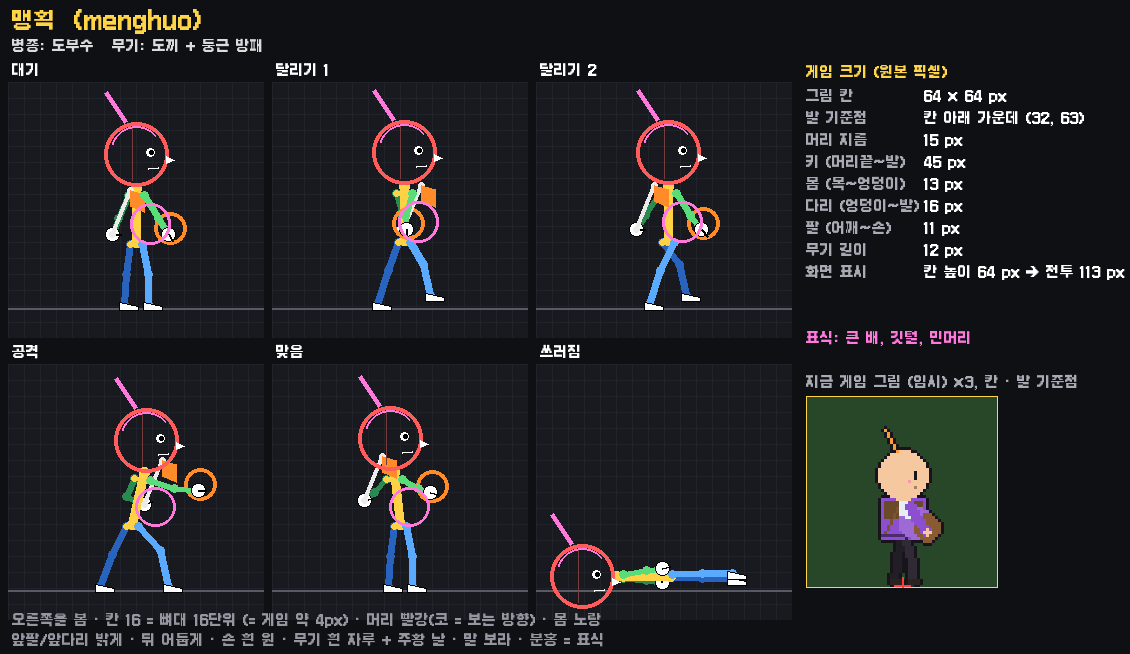 맹획 (menghuo)
병종: 도부수 무기: 도끼 + 둥근 방패
대기
달리기 1
달리기 2
공격
맞음
쓰러짐
게임 크기 (원본 픽셀)
그림 칸 64 × 64 px
발 기준점 칸 아래 가운데 (32, 63)
머리 지름 15 px
키 (머리끝~발) 45 px
몸 (목~엉덩이) 13 px
다리 (엉덩이~발) 16 px
팔 (어깨~손) 11 px
무기 길이 12 px
화면 표시 칸 높이 64 px → 전투 113 px
표식: 큰 배, 깃털, 민머리
지금 게임 그림 (임시) ×3, 칸 · 발 기준점
오른쪽을 봄 · 칸 16 = 뼈대 16단위 (= 게임 약 4px) · 머리 빨강(코 = 보는 방향) · 몸 노랑
앞팔/앞다리 밝게 · 뒤 어둡게 · 손 흰 원 · 무기 흰 자루 + 주황 날 · 말 보라 · 분홍 = 표식